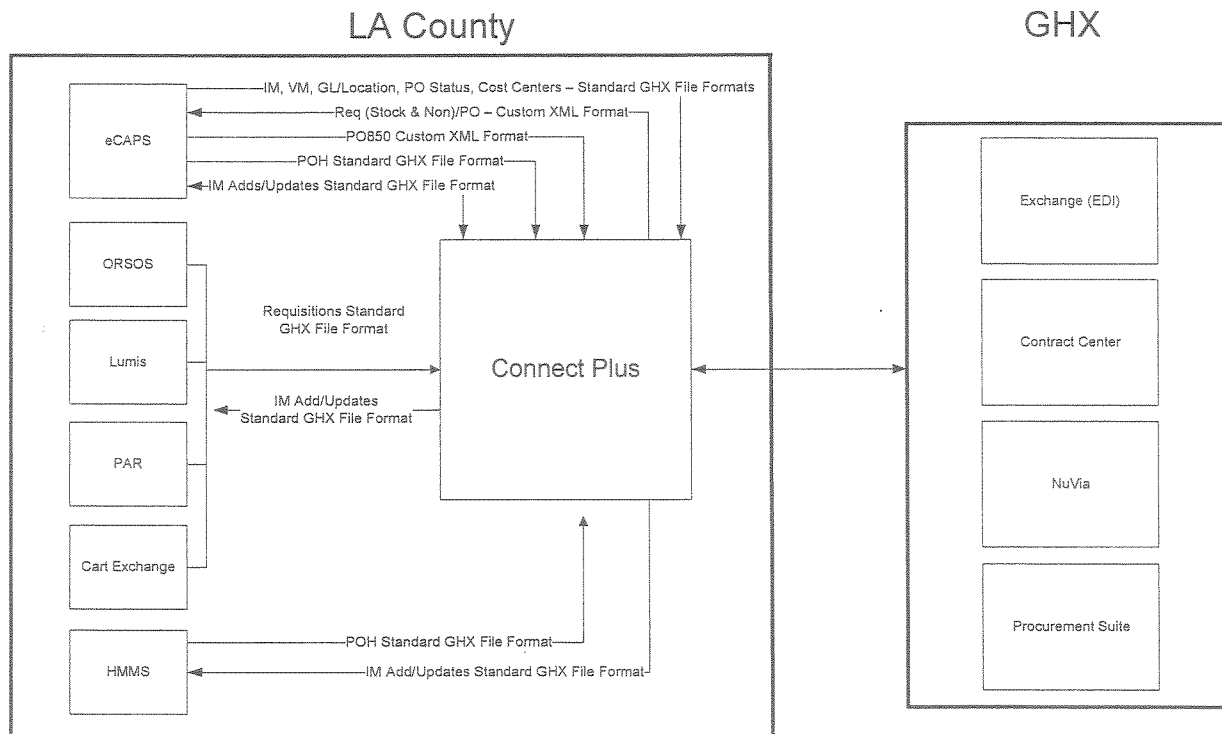 LA County
GHX
IM, VM, GL/Location, PO Status, Cost Centers – Standard GHX File Formats
Req (Stock & Non)/PO – Custom XML Format
eCAPS
PO850 Custom XML Format
POH Standard GHX File Format
IM Adds/Updates Standard GHX File Format
Exchange (EDI)
ORSOS
Requisitions Standard
GHX File Format
Lumis
Connect Plus
Contract Center
IM Add/Updates
Standard GHX File Format
PAR
NuVia
Cart Exchange
Procurement Suite
POH Standard GHX File Format
HMMS
IM Add/Updates Standard GHX File Format